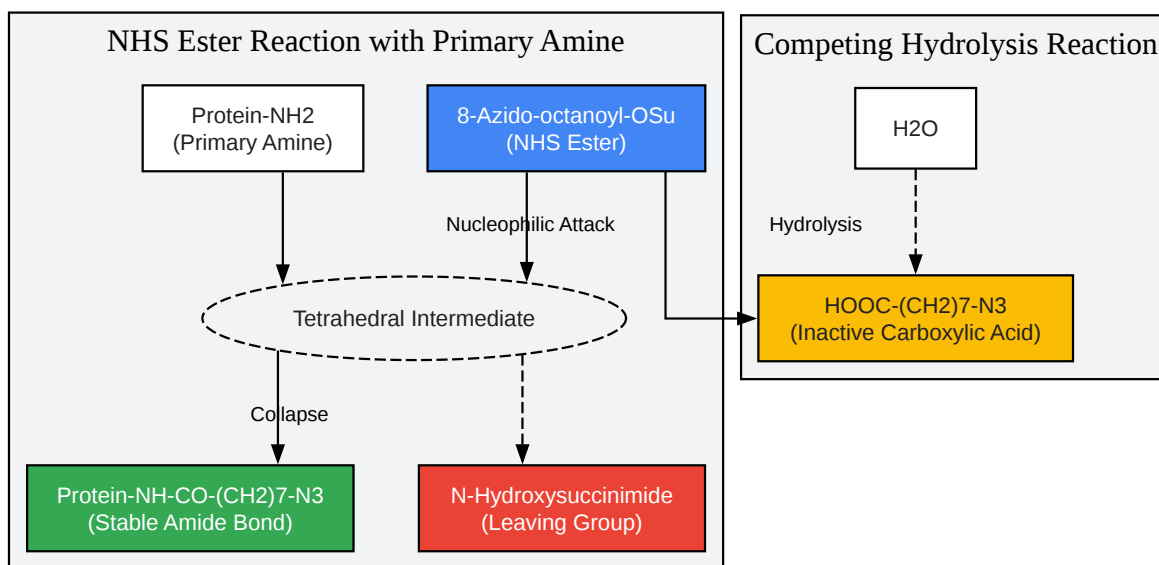 NHS Ester Reaction with Primary Amine
Protein-NH2
(Primary Amine)
8-Azido-octanoyl-OSu
(NHS Ester)
Nucleophilic Attack
Tetrahedral Intermediate
Collapse
Protein-NH-CO-(CH2)7-N3
(Stable Amide Bond)
N-Hydroxysuccinimide
(Leaving Group)
Competing Hydrolysis Reaction
H2O
Hydrolysis
HOOC-(CH2)7-N3
(Inactive Carboxylic Acid)